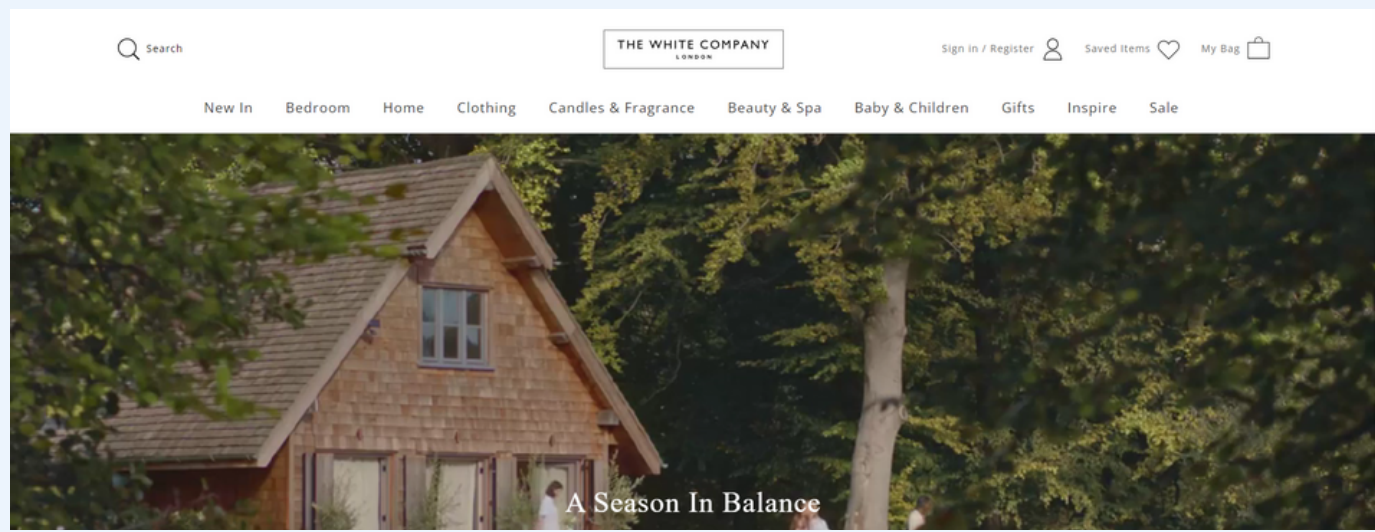 Search
THE WHITE COMPANY
LONDON
Sign in / Register
Saved Items
My Bag
New In Bedroom Home Clothing Candles & Fragrance Beauty & Spa Baby & Children Gifts Inspire Sale
A Season In Balance